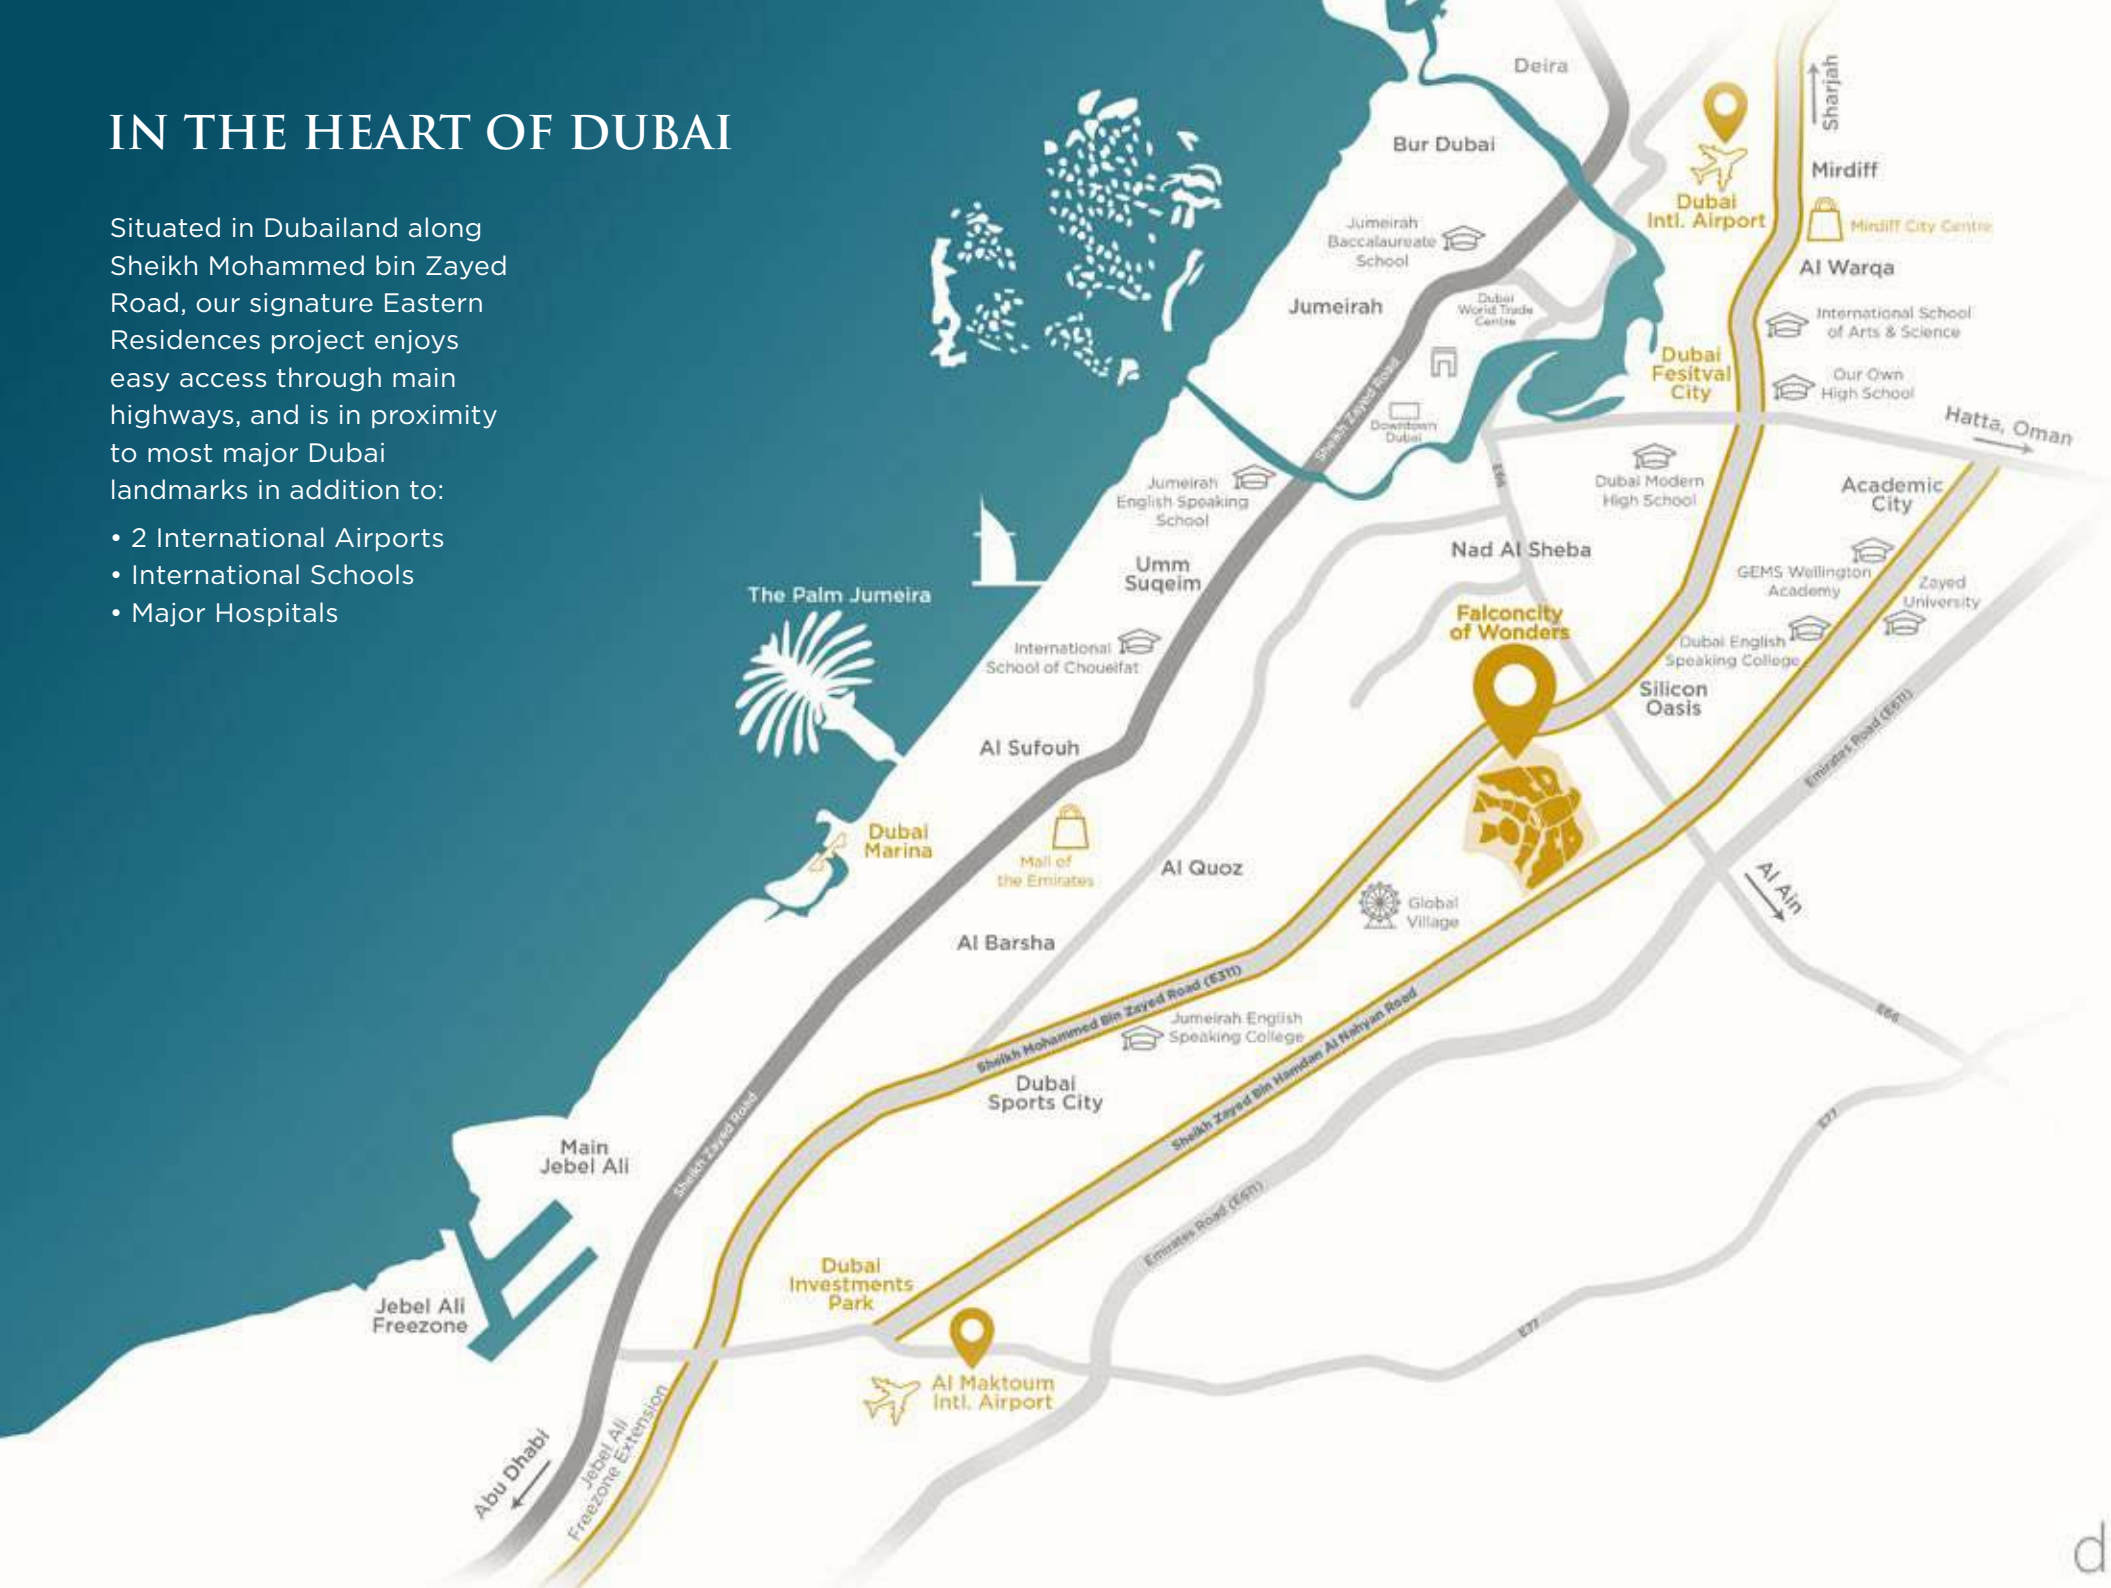 IN THE HEART OF DUBAI
Situated in Dubailand along
Sheikh Mohammed bin Zayed
Road, our signature Eastern
Residences project enjoys
easy access through main
highways, and is in proximity
to most major Dubai
landmarks in addition to:
• 2 International Airports
• International Schools
• Major Hospitals
Deira
Sharjah
Bur Dubai
Mirdiff
Dubai
Intl. Airport
Mirdiff City Centre
Jumeirah
Baccalaureate
School
Al Warqa
Jumeirah
Dubai
World Trade
Centre
International School
of Arts & Science
Dubai
Fesitval
City
Our Own
High School
Sheikh Zayed Road
Downtown
Dubai
Hatta, Oman
E66
Jumeirah
English Speaking
School
Dubai Modern
High School
Academic
City
Nad Al Sheba
Umm
Suqeim
GEMS Wellington
Academy
Zayed
University
The Palm Jumeira
Falconcity
of Wonders
International
School of Choueifat
Dubai English
Speaking College
Silicon
Oasis
Emirates Road (E611)
Al Sufouh
Dubai
Marina
Mall of
the Emirates
Al Quoz
Al Ain
Global
Village
Al Barsha
Sheikh Mohammed Bin Zayed Road (E311)
Jumeirah English
Speaking College
Sheikh Zayed Bin Hamdan Al Nahyan Road
E66
Dubai
Sports City
E77
Sheikh Zayed Road
Main
Jebel Ali
Emirates Road (E611)
Dubai
Investments
Park
Jebel Ali
Freezone
E77
Al Maktoum
Intl. Airport
Abu Dhabi
Jebel Ali
Freezone Extension
d